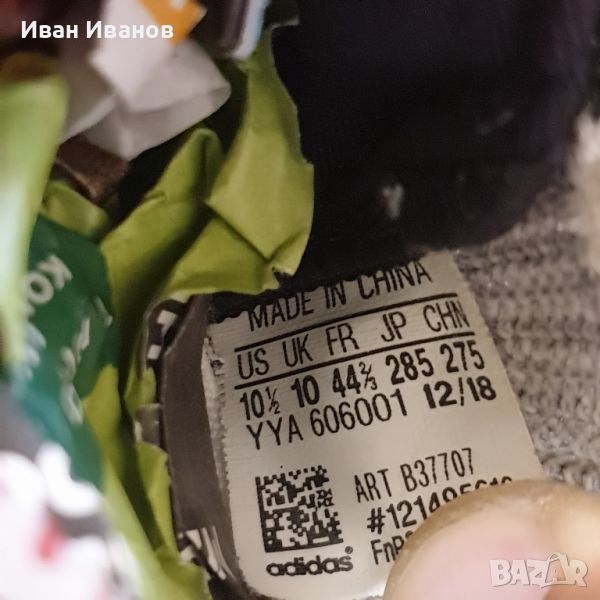 Иван Иванов
MADE IN CHINA
US UK FR JP CHN
10½ 10 44⅔ 285 275
YYA 606001 12/18
ART B37707
adidas
BAZAR